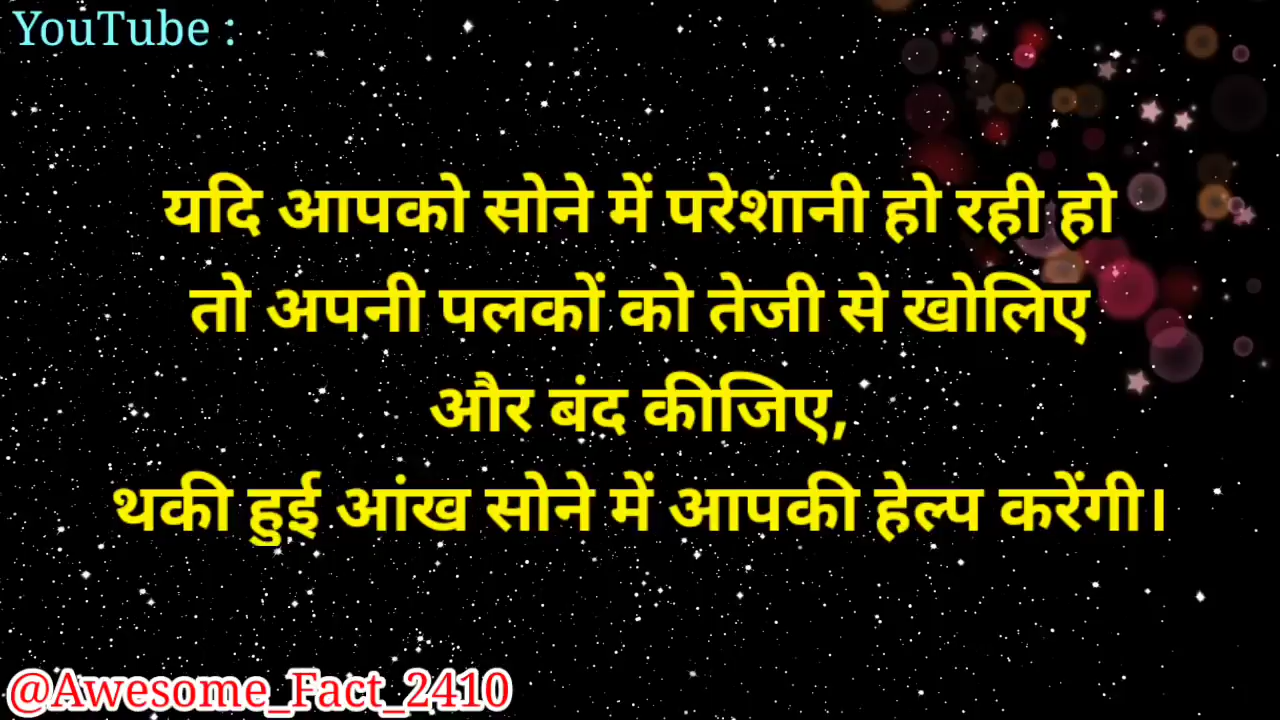 YouTube :
यदि आपको सोने में परेशानी हो रही हो
तो अपनी पलकों को तेजी से खोलिए
और बंद कीजिए,
थकी हुई आंख सोने में आपकी हेल्प करेंगी।
@Awesome_Fact_2410